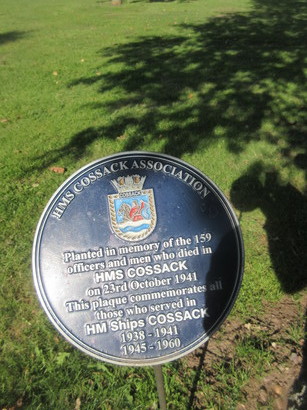 HMS COSSACK ASSOCIATION
COSSACK
Planted in memory of the 159
officers and men who died in
HMS COSSACK
on 23rd October 1941
This plaque commemorates all
those who served in
HM Ships COSSACK
1938 - 1941
1945 - 1960